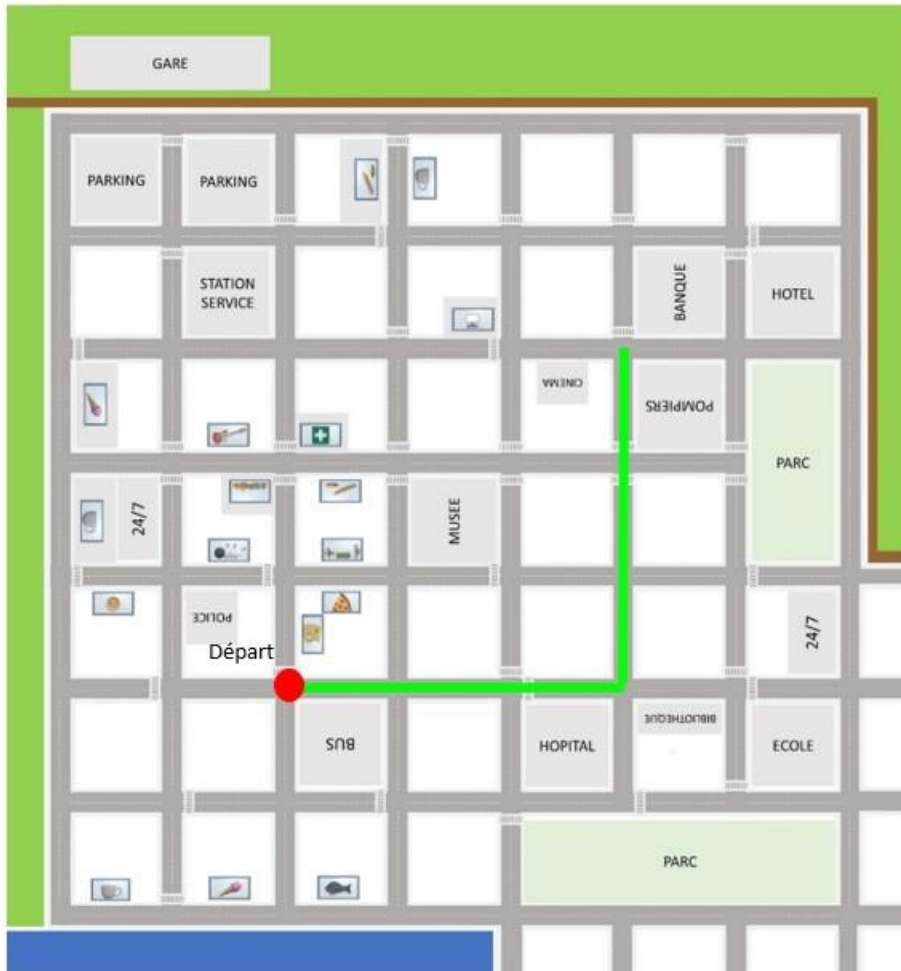 GARE
PARKING
PARKING
STATION
SERVICE
BANQUE
HOTEL
CINEMA
POMPIERS
PARC
24/7
MUSEE
POLICE
24/7
Départ
BUS
HOPITAL
BIBLIOTHEQUE
ECOLE
PARC